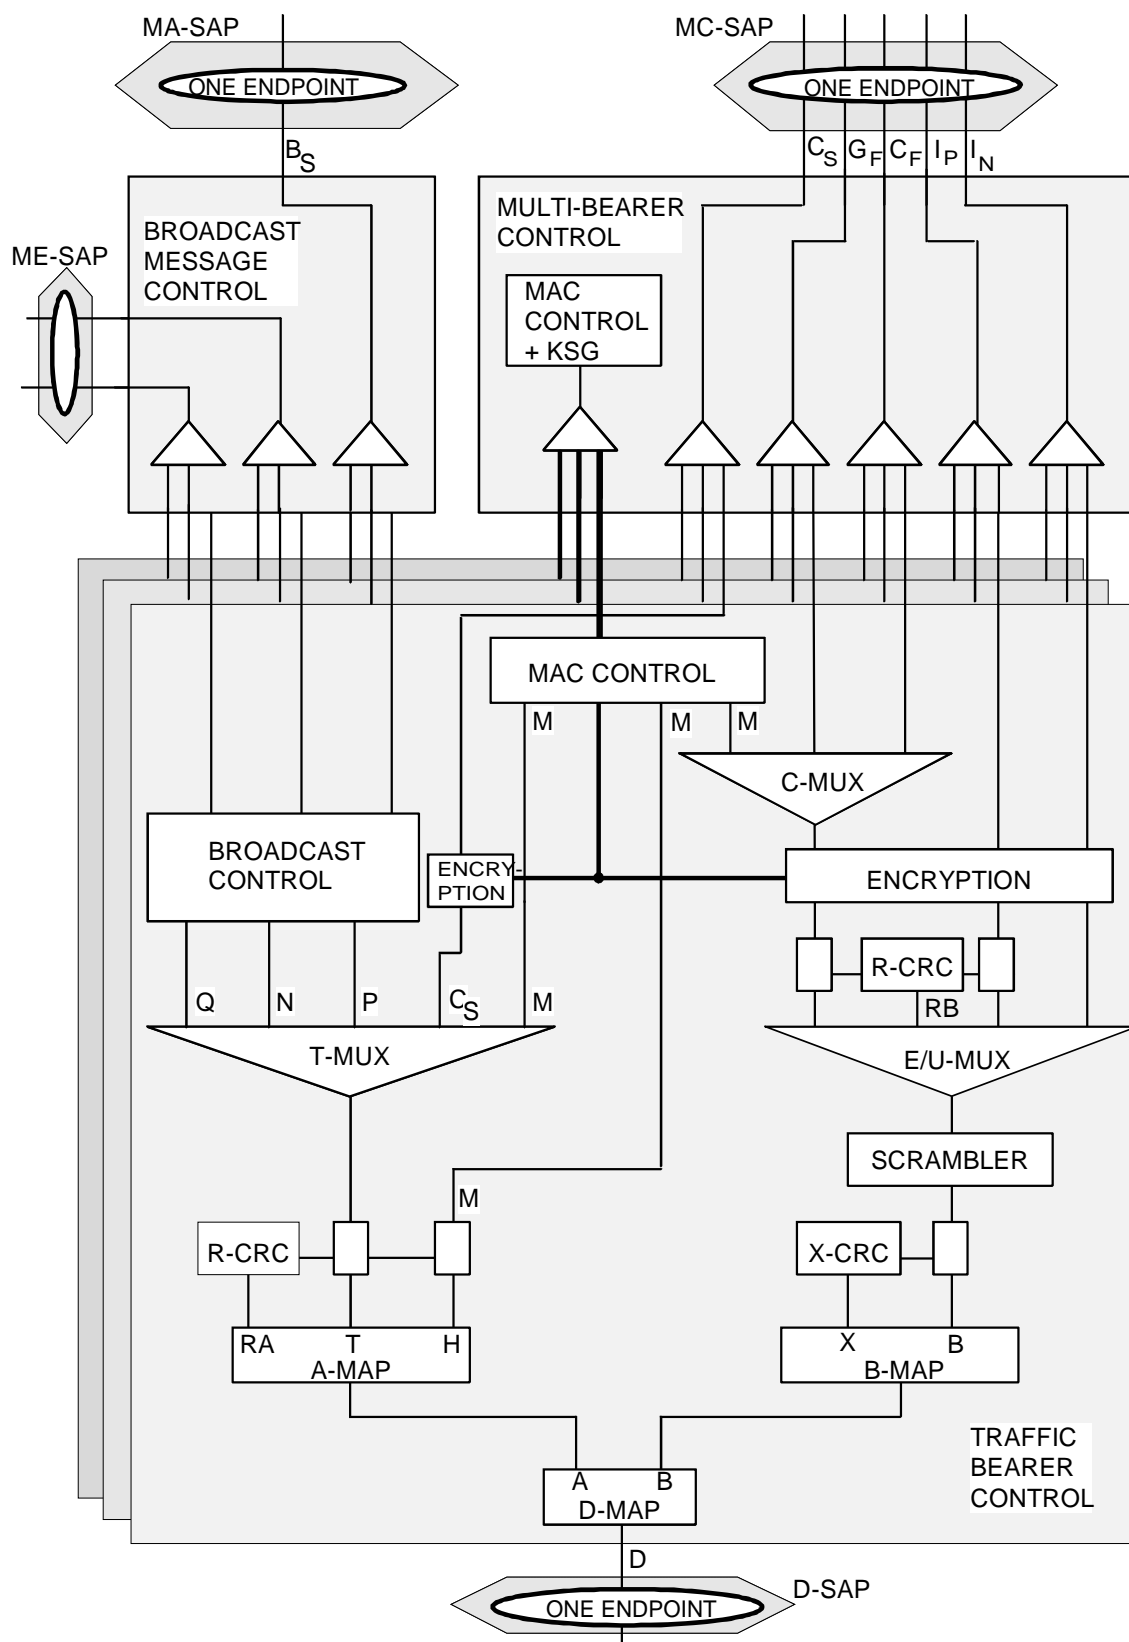 MA-SAP
MC-SAP
ONE ENDPOINT
ONE ENDPOINT
BS
CS GF CF IP IN
ME-SAP
BROADCAST
MESSAGE
CONTROL
MULTI-BEARER
CONTROL
MAC
CONTROL
+ KSG
MAC CONTROL
M
M
M
C-MUX
BROADCAST
CONTROL
ENCRY-
PTION
ENCRYPTION
R-CRC
RB
Q
N
P
CS
M
T-MUX
E/U-MUX
SCRAMBLER
M
R-CRC
X-CRC
RA
T
H
A-MAP
X
B
B-MAP
TRAFFIC
BEARER
CONTROL
A
B
D-MAP
D
D-SAP
ONE ENDPOINT